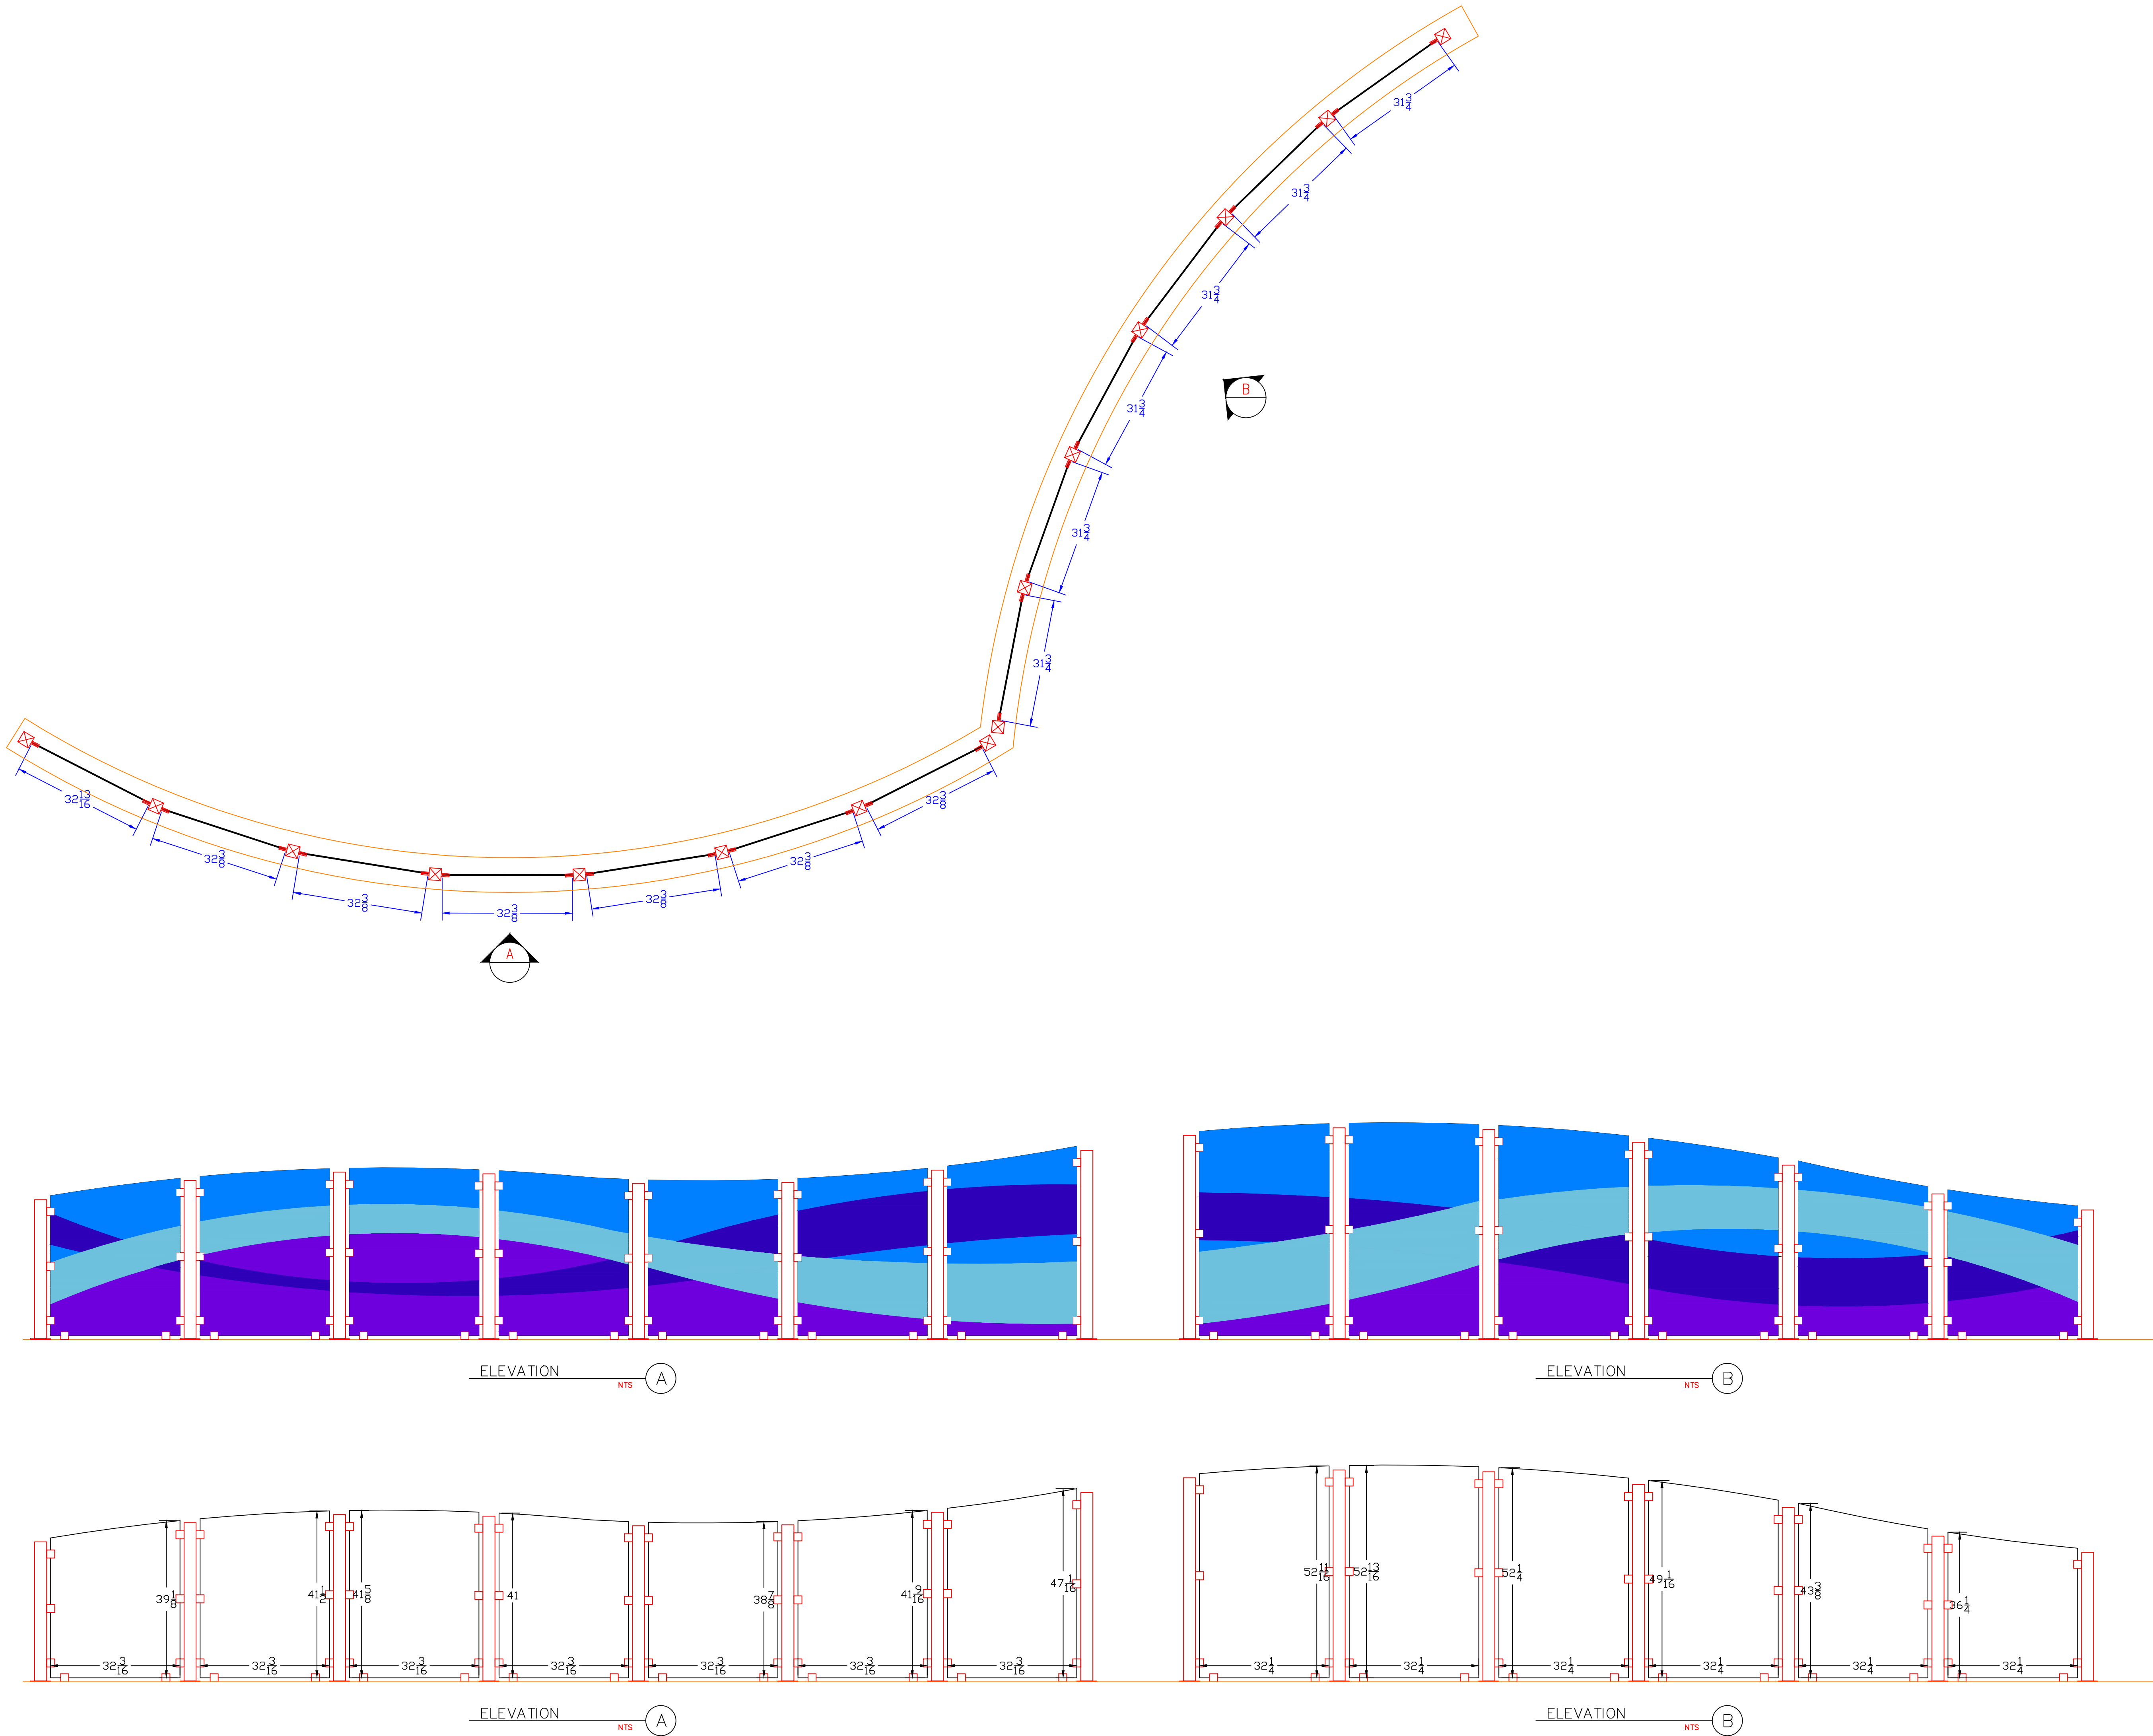 31 3/4
31 3/4
31 3/4
31 3/4
B
31 3/4
31 3/4
32 13/16
32 3/8
32 3/8
32 3/8
32 3/8
32 3/8
32 3/8
A
ELEVATION
NTS
A
ELEVATION
NTS
B
39 1/8
41 1/2
41 5/8
41
38 7/8
41 9/16
47 1/16
52 11/16
52 13/16
52 1/4
49 1/16
43 3/8
36 1/4
32 3/16
32 3/16
32 3/16
32 3/16
32 3/16
32 3/16
32 3/16
32 1/4
32 1/4
32 1/4
32 1/4
32 1/4
32 1/4
ELEVATION
NTS
A
ELEVATION
NTS
B